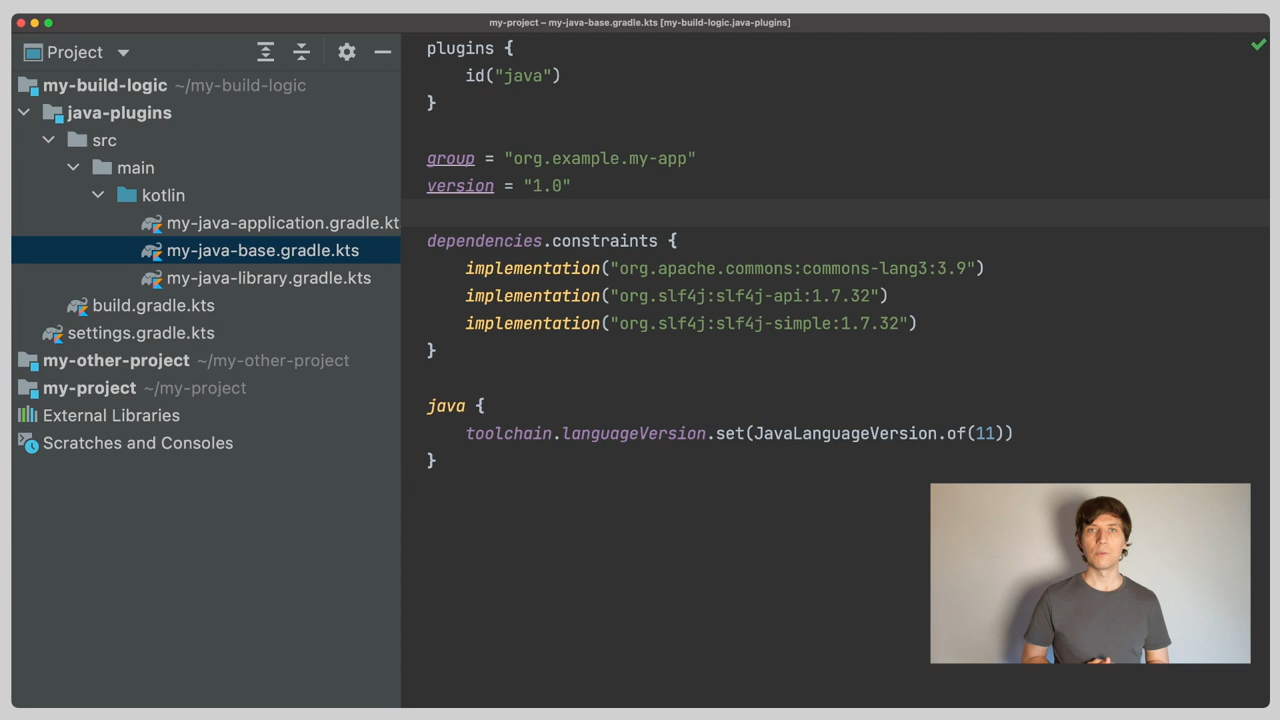 my-project – my-java-base.gradle.kts [my-build-logic.java-plugins]
Project
my-build-logic ~/my-build-logic
java-plugins
src
main
kotlin
my-java-application.gradle.kt
my-java-base.gradle.kts
my-java-library.gradle.kts
build.gradle.kts
settings.gradle.kts
my-other-project ~/my-other-project
my-project ~/my-project
External Libraries
Scratches and Consoles
plugins {
    id("java")
}
group = "org.example.my-app"
version = "1.0"
dependencies.constraints {
    implementation("org.apache.commons:commons-lang3:3.9")
    implementation("org.slf4j:slf4j-api:1.7.32")
    implementation("org.slf4j:slf4j-simple:1.7.32")
}
java {
    toolchain.languageVersion.set(JavaLanguageVersion.of(11))
}